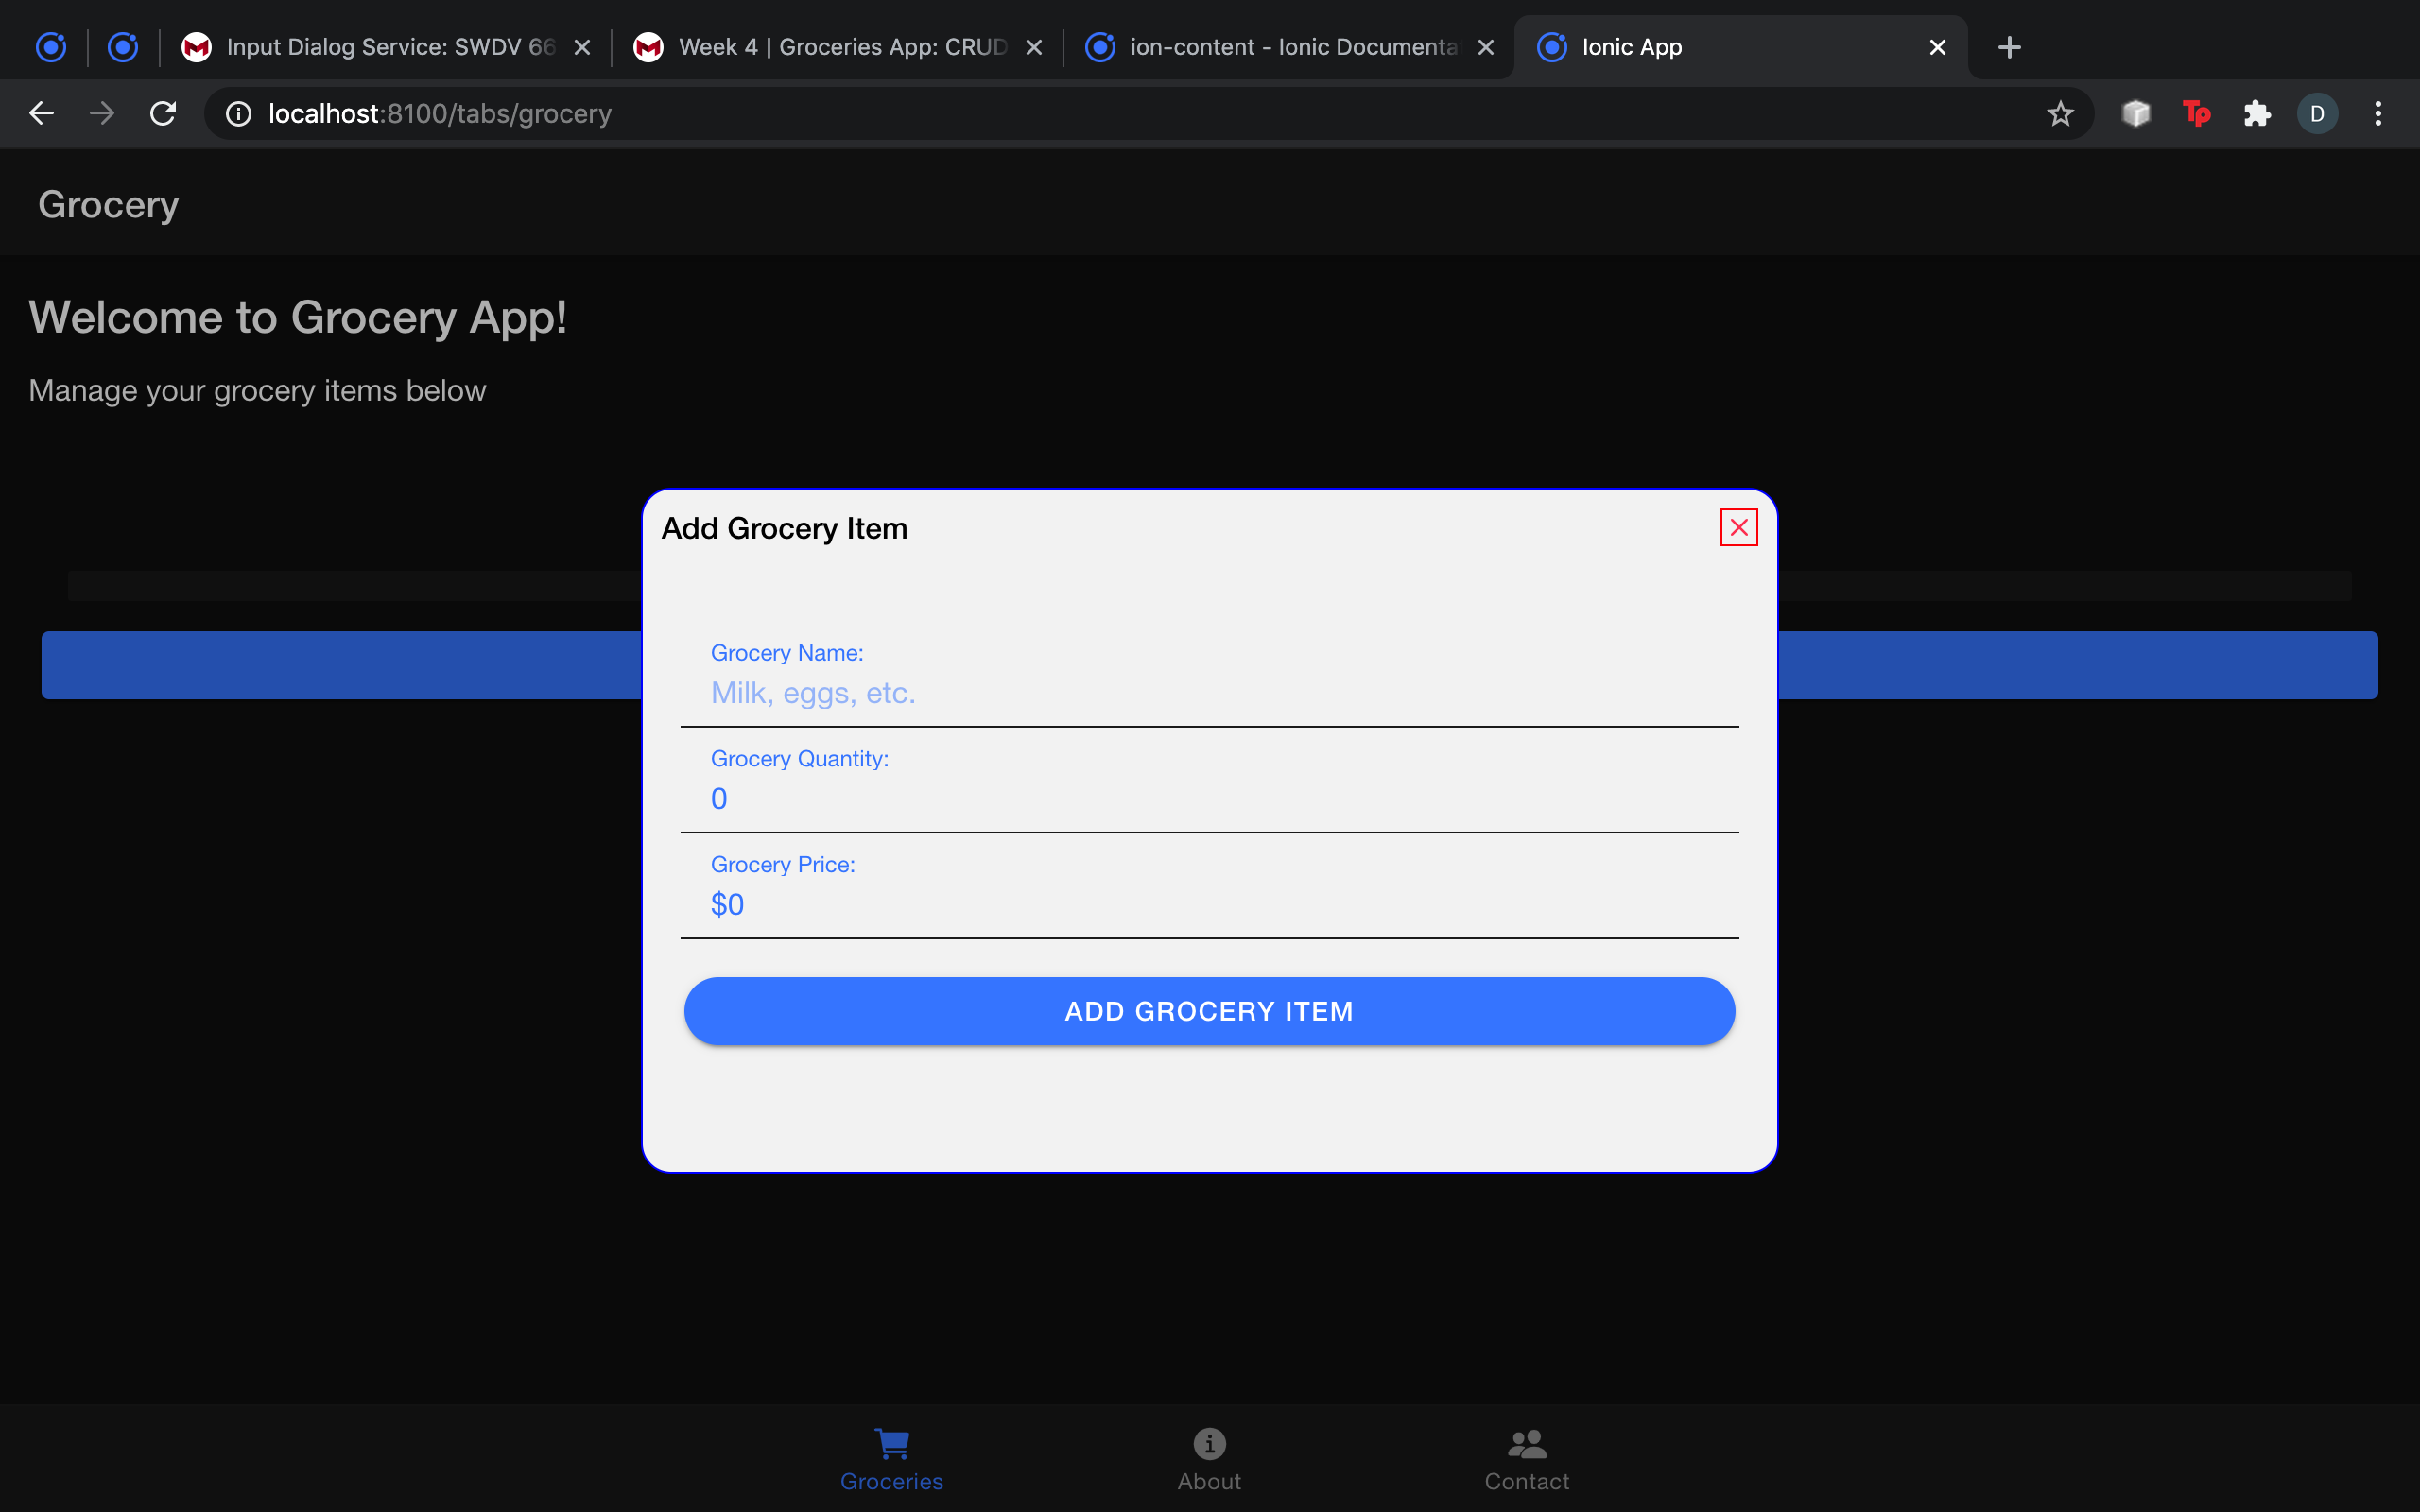 Input Dialog Service: SWDV 66
Week 4 | Groceries App: CRUD
ion-content - Ionic Documenta
Ionic App
localhost:8100/tabs/grocery
Tp
D
Grocery
Welcome to Grocery App!
Manage your grocery items below
Add Grocery Item
Grocery Name:
Milk, eggs, etc.
Grocery Quantity:
0
Grocery Price:
$0
ADD GROCERY ITEM
Groceries
About
Contact